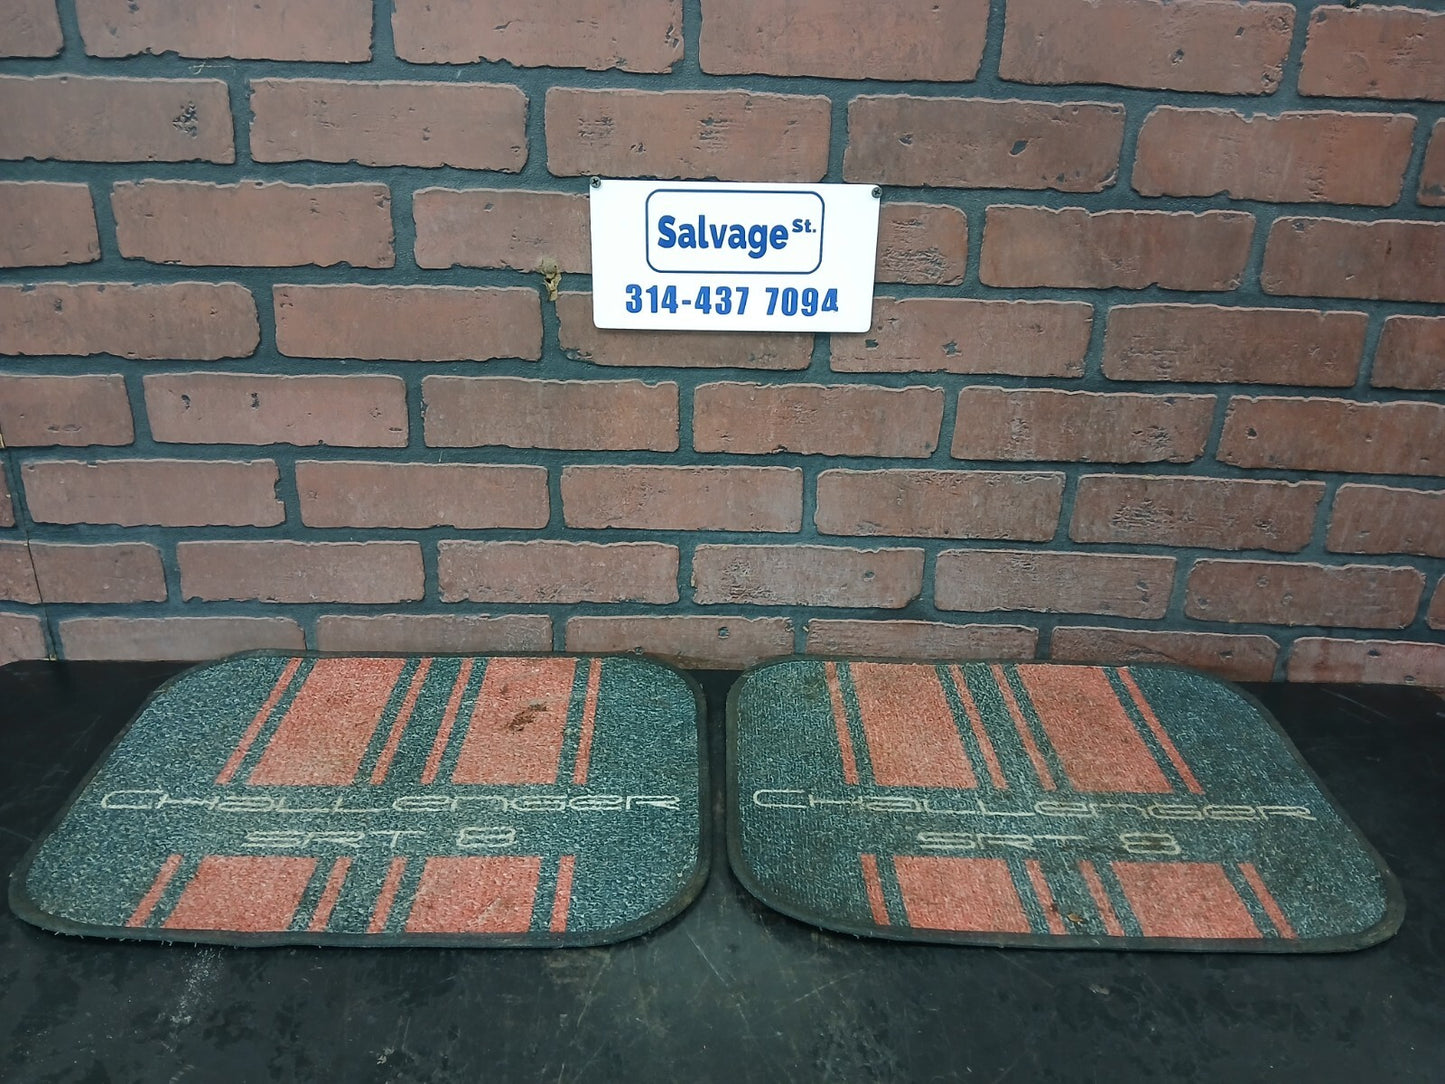 Salvage St.
314-437 7094
Challenger
SRT 8
Challenger
SRT 8